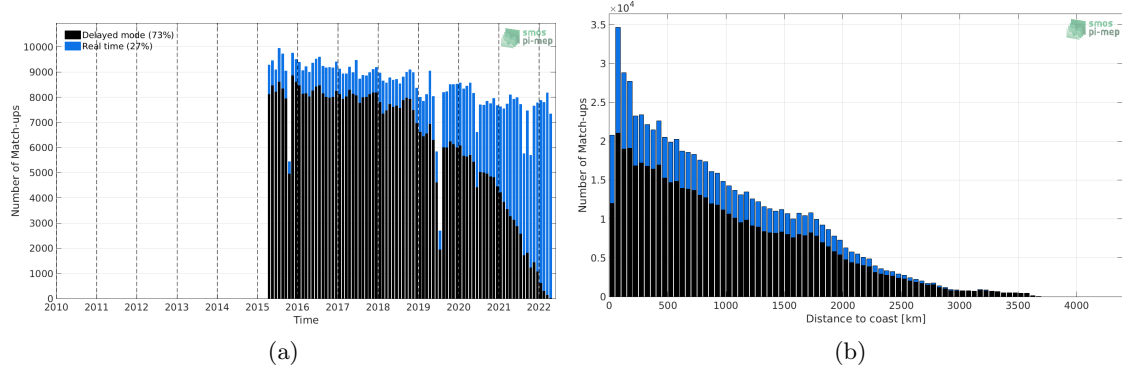 Delayed mode (73%)
Real time (27%)
smos
pi-mep
10000
9000
8000
7000
6000
5000
4000
3000
2000
1000
0
Number of Match-ups
2010 2011 2012 2013 2014 2015 2016 2017 2018 2019 2020 2021 2022
Time
(a)
×10⁴
smos
pi-mep
3.5
3
2.5
2
1.5
1
0.5
0
Number of Match-ups
0 500 1000 1500 2000 2500 3000 3500 4000
Distance to coast [km]
(b)